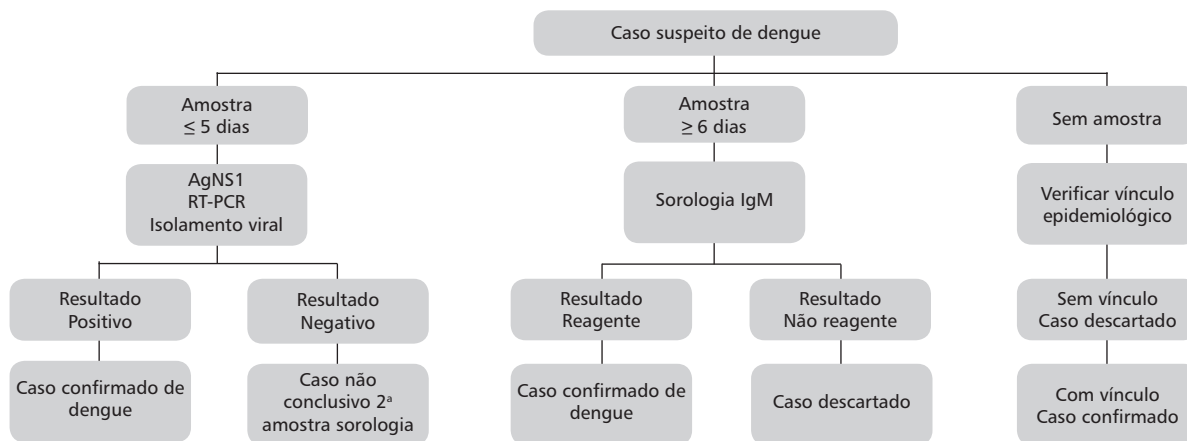 Caso suspeito de dengue
Amostra
≤ 5 dias
Amostra
≥ 6 dias
Sem amostra
AgNS1
RT-PCR
Isolamento viral
Sorologia IgM
Verificar vínculo
epidemiológico
Resultado
Positivo
Resultado
Negativo
Resultado
Reagente
Resultado
Não reagente
Sem vínculo
Caso descartado
Caso confirmado de
dengue
Caso não
conclusivo 2ª
amostra sorologia
Caso confirmado de
dengue
Caso descartado
Com vínculo
Caso confirmado